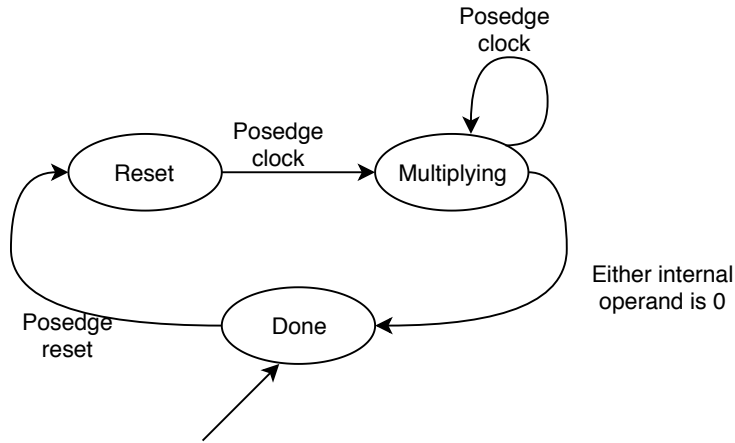 Posedge
clock
Posedge
clock
Reset
Multiplying
Either internal
operand is 0
Done
Posedge
reset